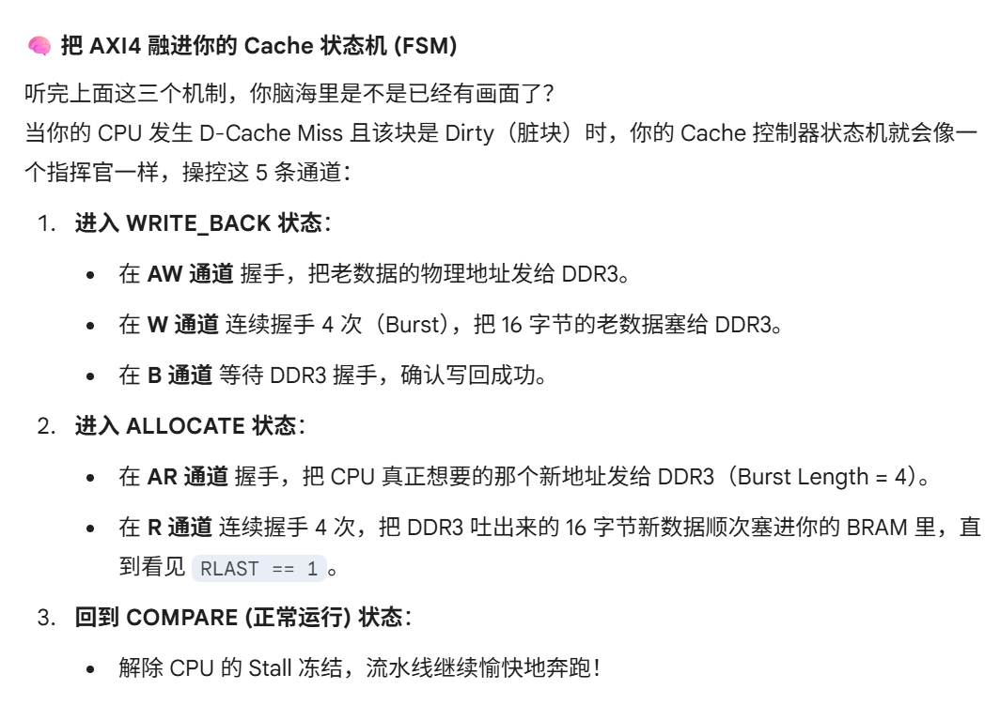 🧠 把 AXI4 融进你的 Cache 状态机 (FSM)
听完上面这三个机制，你脑海里是不是已经有画面了？
当你的 CPU 发生 D-Cache Miss 且该块是 Dirty（脏块）时，你的 Cache 控制器状态机就会像一
个指挥官一样，操控这 5 条通道：
1. 进入 WRITE_BACK 状态：
• 在 AW 通道 握手，把老数据的物理地址发给 DDR3。
• 在 W 通道 连续握手 4 次（Burst），把 16 字节的老数据塞给 DDR3。
• 在 B 通道 等待 DDR3 握手，确认写回成功。
2. 进入 ALLOCATE 状态：
• 在 AR 通道 握手，把 CPU 真正想要的那个新地址发给 DDR3（Burst Length = 4）。
• 在 R 通道 连续握手 4 次，把 DDR3 吐出来的 16 字节新数据顺次塞进你的 BRAM 里，直
到看见 RLAST == 1 。
3. 回到 COMPARE (正常运行) 状态：
• 解除 CPU 的 Stall 冻结，流水线继续愉快地奔跑！